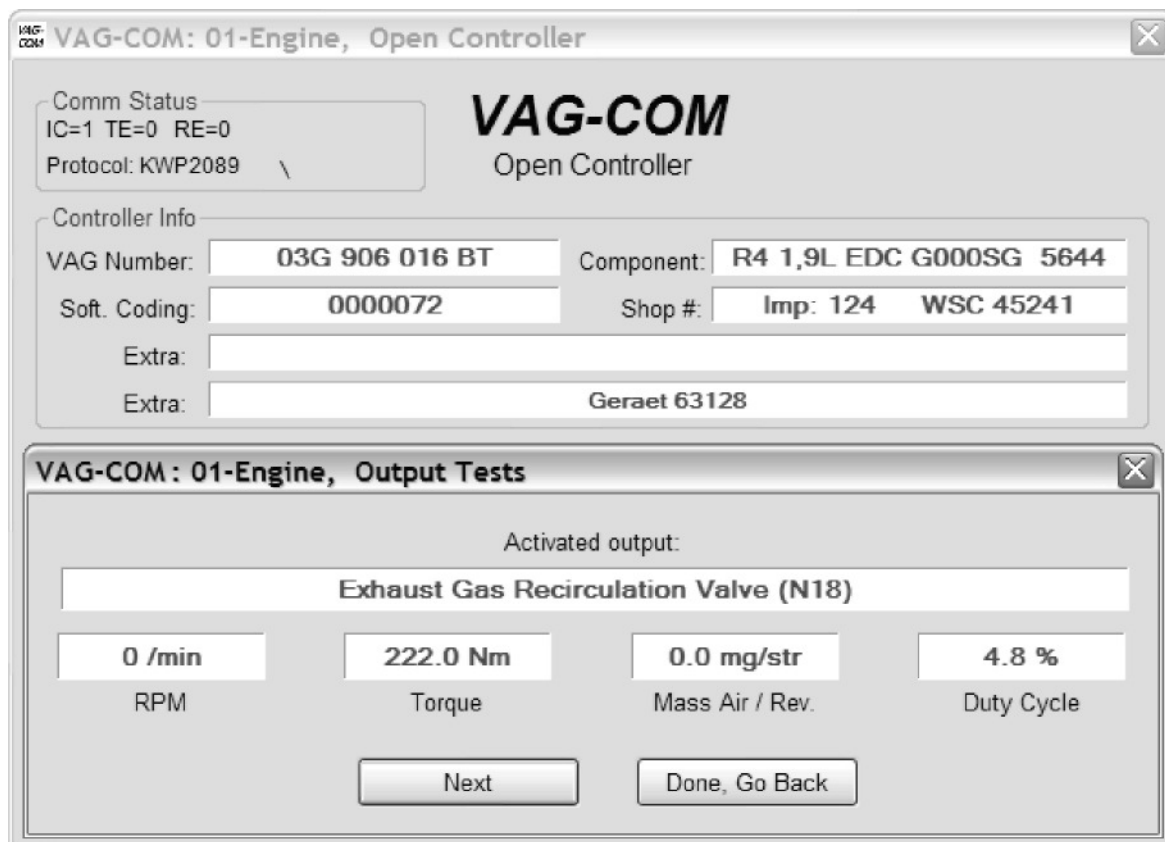 VAG-COM VAG-COM: 01-Engine, Open Controller
Comm Status
IC=1 TE=0 RE=0
Protocol: KWP2089 \
VAG-COM
Open Controller
Controller Info
VAG Number: 03G 906 016 BT Component: R4 1,9L EDC G000SG 5644
Soft. Coding: 0000072 Shop #: Imp: 124 WSC 45241
Extra:
Extra: Geraet 63128
VAG-COM: 01-Engine, Output Tests
Activated output:
Exhaust Gas Recirculation Valve (N18)
0 /min 222.0 Nm 0.0 mg/str 4.8 %
RPM Torque Mass Air / Rev. Duty Cycle
Next Done, Go Back